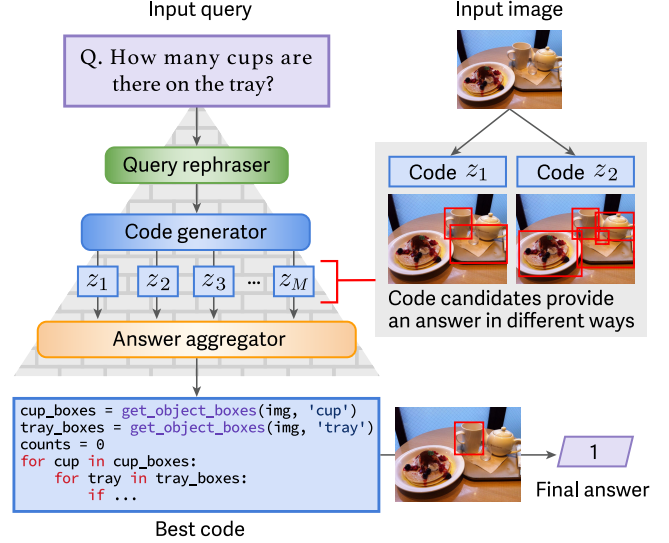 Input query
Q. How many cups are
there on the tray?
Query rephraser
Code generator
z1 z2 z3 ... zM
Answer aggregator
Input image
Code z1 Code z2
Code candidates provide
an answer in different ways
cup_boxes = get_object_boxes(img, 'cup')
tray_boxes = get_object_boxes(img, 'tray')
counts = 0
for cup in cup_boxes:
    for tray in tray_boxes:
        if ...
Best code
1
Final answer